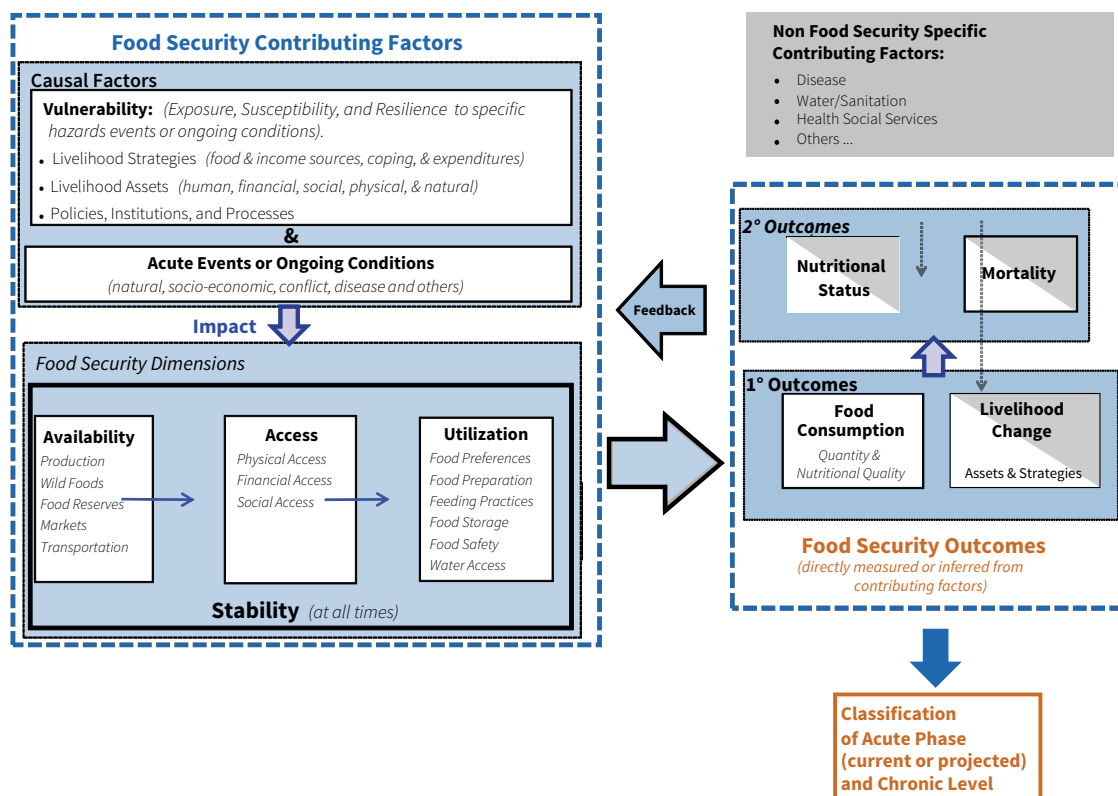 Food Security Contributing Factors
Causal Factors
Vulnerability: (Exposure, Susceptibility, and Resilience to specific
hazards events or ongoing conditions).
• Livelihood Strategies (food & income sources, coping, & expenditures)
• Livelihood Assets (human, financial, social, physical, & natural)
• Policies, Institutions, and Processes
&
Acute Events or Ongoing Conditions
(natural, socio-economic, conflict, disease and others)
Impact
Food Security Dimensions
Availability
Production
Wild Foods
Food Reserves
Markets
Transportation
Access
Physical Access
Financial Access
Social Access
Utilization
Food Preferences
Food Preparation
Feeding Practices
Food Storage
Food Safety
Water Access
Stability (at all times)
Feedback
Non Food Security Specific
Contributing Factors:
• Disease
• Water/Sanitation
• Health Social Services
• Others ...
2° Outcomes
Nutritional
Status
Mortality
1° Outcomes
Food
Consumption
Quantity &
Nutritional Quality
Livelihood
Change
Assets & Strategies
Food Security Outcomes
(directly measured or inferred from
contributing factors)
Classification
of Acute Phase
(current or projected)
and Chronic Level